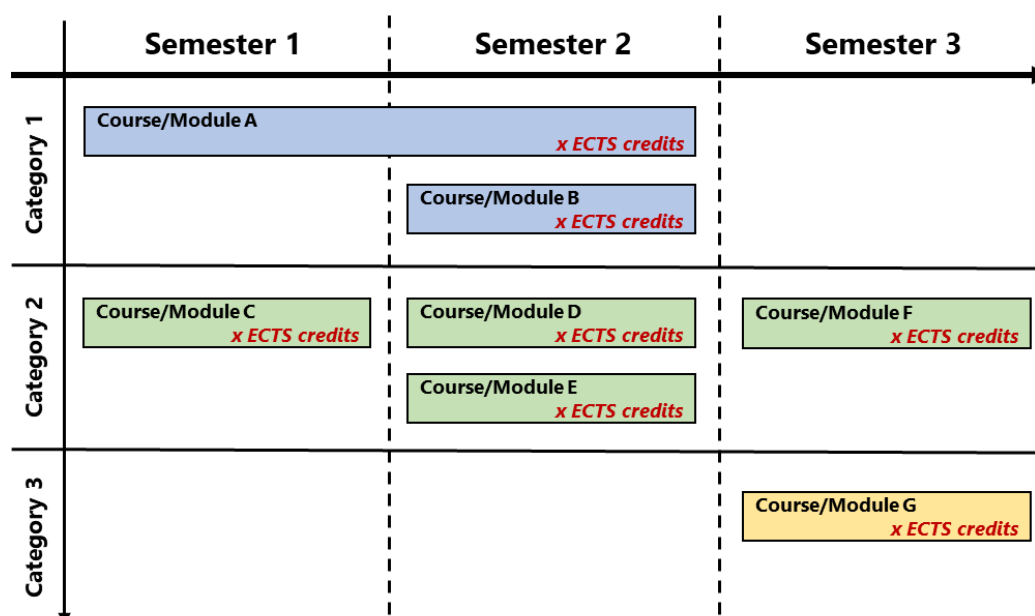 Semester 1
Semester 2
Semester 3
Category 1
Course/Module A
x ECTS credits
Course/Module B
x ECTS credits
Category 2
Course/Module C
x ECTS credits
Course/Module D
x ECTS credits
Course/Module F
x ECTS credits
Course/Module E
x ECTS credits
Category 3
Course/Module G
x ECTS credits